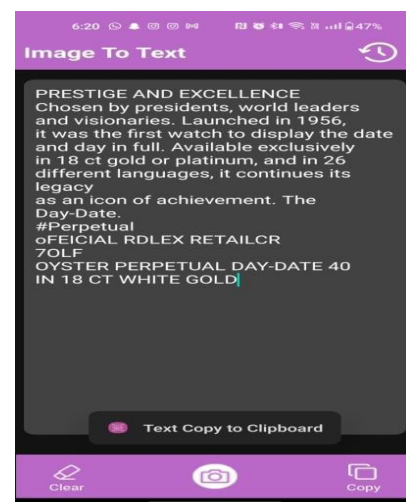 6:20 47%
Image To Text
PRESTIGE AND EXCELLENCE
Chosen by presidents, world leaders
and visionaries. Launched in 1956,
it was the first watch to display the date
and day in full. Available exclusively
in 18 ct gold or platinum, and in 26
different languages, it continues its
legacy
as an icon of achievement. The
Day-Date.
#Perpetual
oFEICIAL RDLEX RETAILCR
7OLF
OYSTER PERPETUAL DAY-DATE 40
IN 18 CT WHITE GOLD
Text Copy to Clipboard
Clear Copy